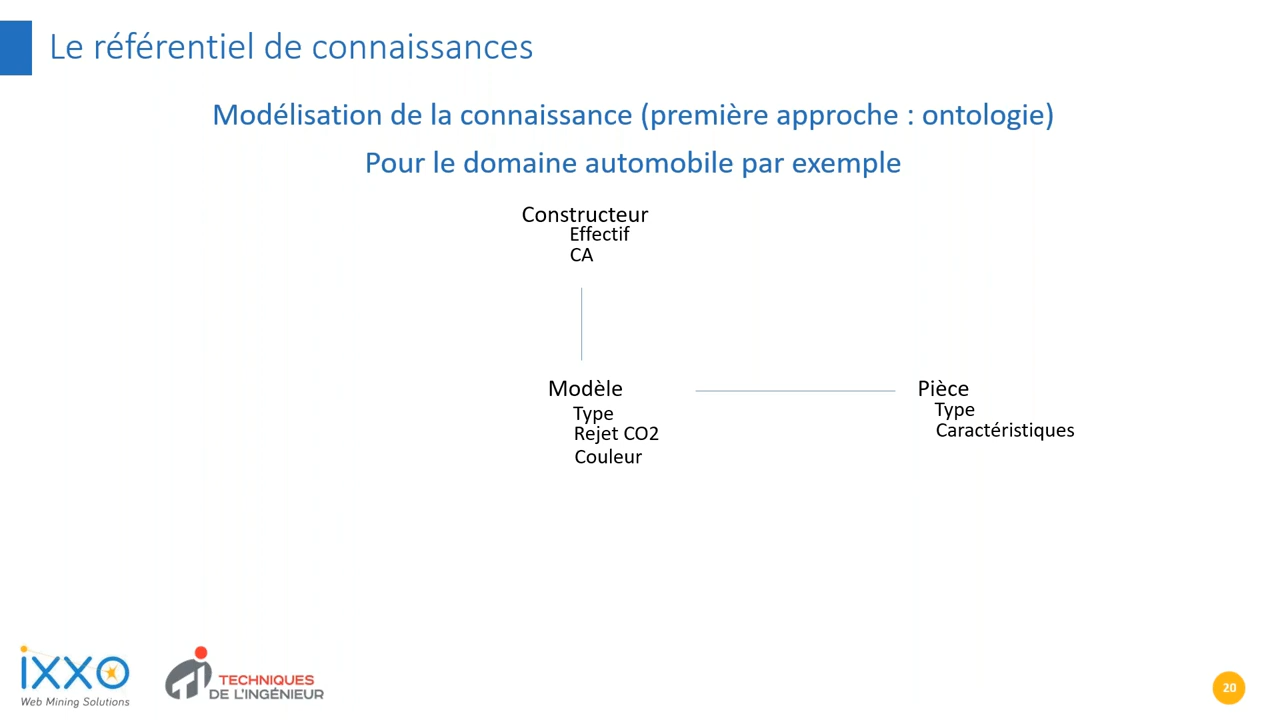 Le référentiel de connaissances
Modélisation de la connaissance (première approche : ontologie)
Pour le domaine automobile par exemple
Constructeur
Effectif
CA
Modèle
Type
Rejet CO2
Couleur
Pièce
Type
Caractéristiques
ixxo
Web Mining Solutions
TECHNIQUES
DE L'INGÉNIEUR
20